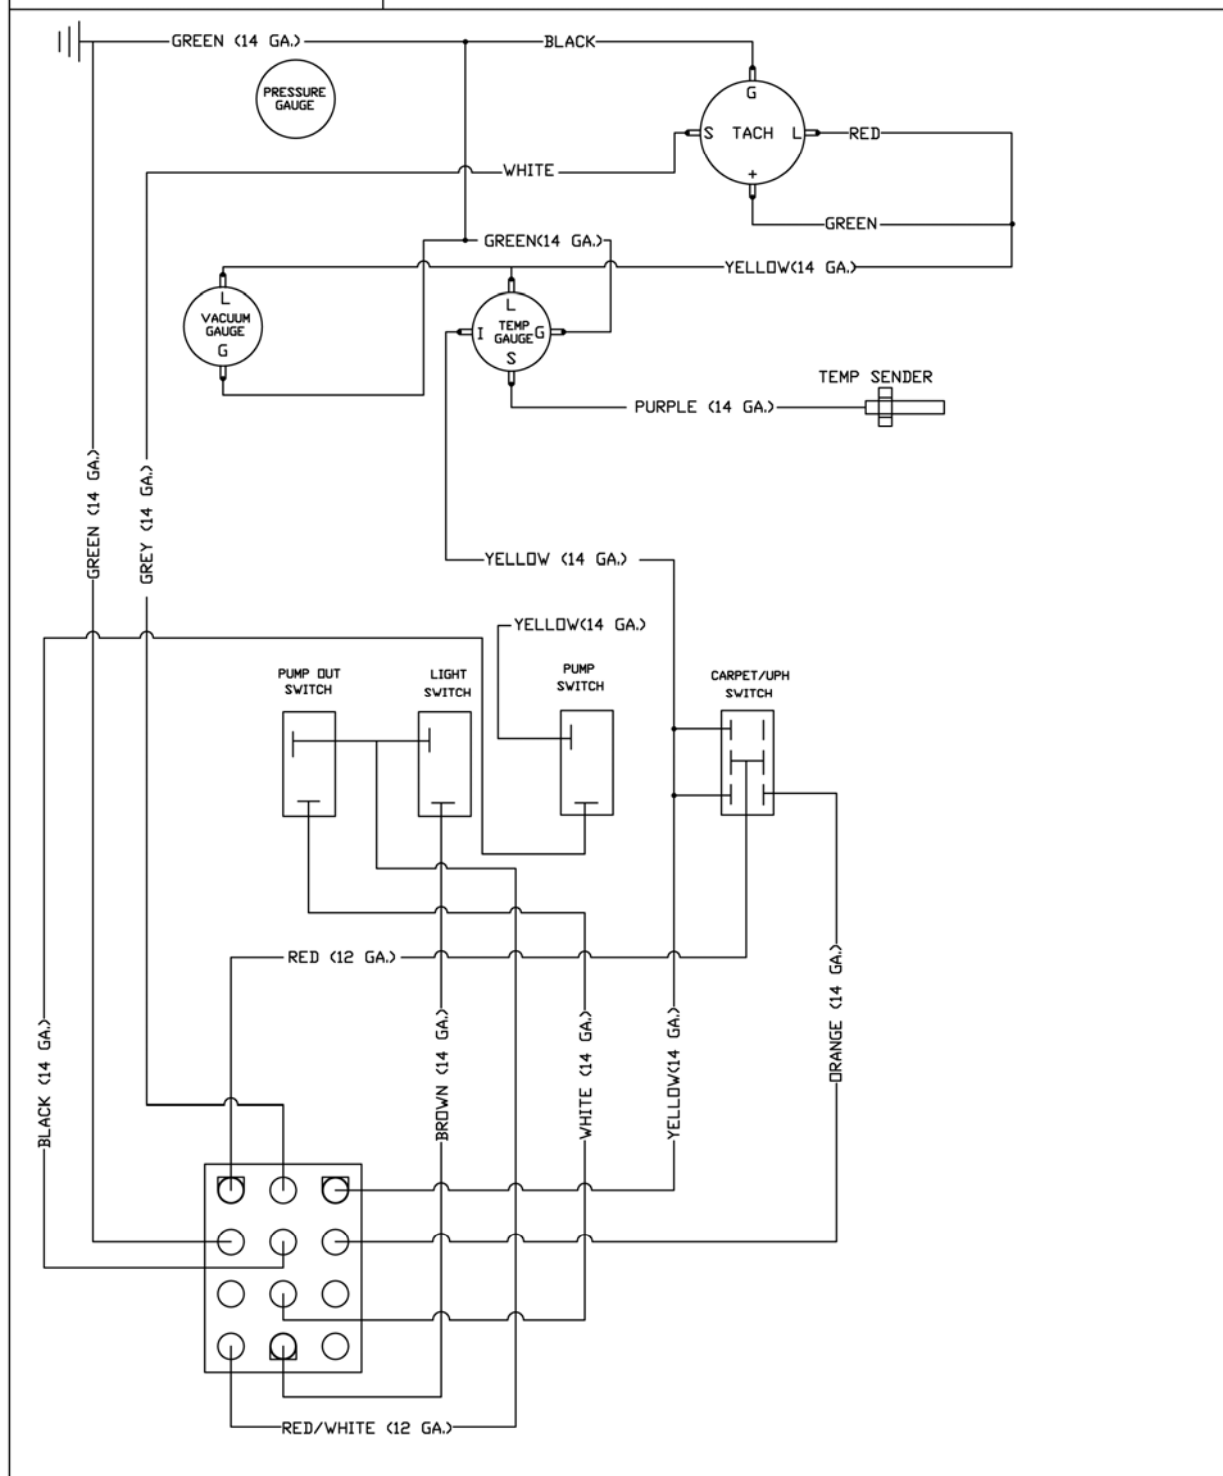 GREEN (14 GA.)
BLACK
PRESSURE
GAUGE
G
S TACH L
+
RED
WHITE
GREEN
GREEN(14 GA.)
YELLOW(14 GA.)
L
VACUUM
GAUGE
G
L
I TEMP
GAUGE G
S
TEMP SENDER
PURPLE (14 GA.)
GREEN (14 GA.)
GREY (14 GA.)
YELLOW (14 GA.)
YELLOW(14 GA.)
PUMP OUT
SWITCH
LIGHT
SWITCH
PUMP
SWITCH
CARPET/UPH
SWITCH
RED (12 GA.)
BLACK (14 GA.)
BROWN (14 GA.)
WHITE (14 GA.)
YELLOW(14 GA.)
ORANGE (14 GA.)
RED/WHITE (12 GA.)